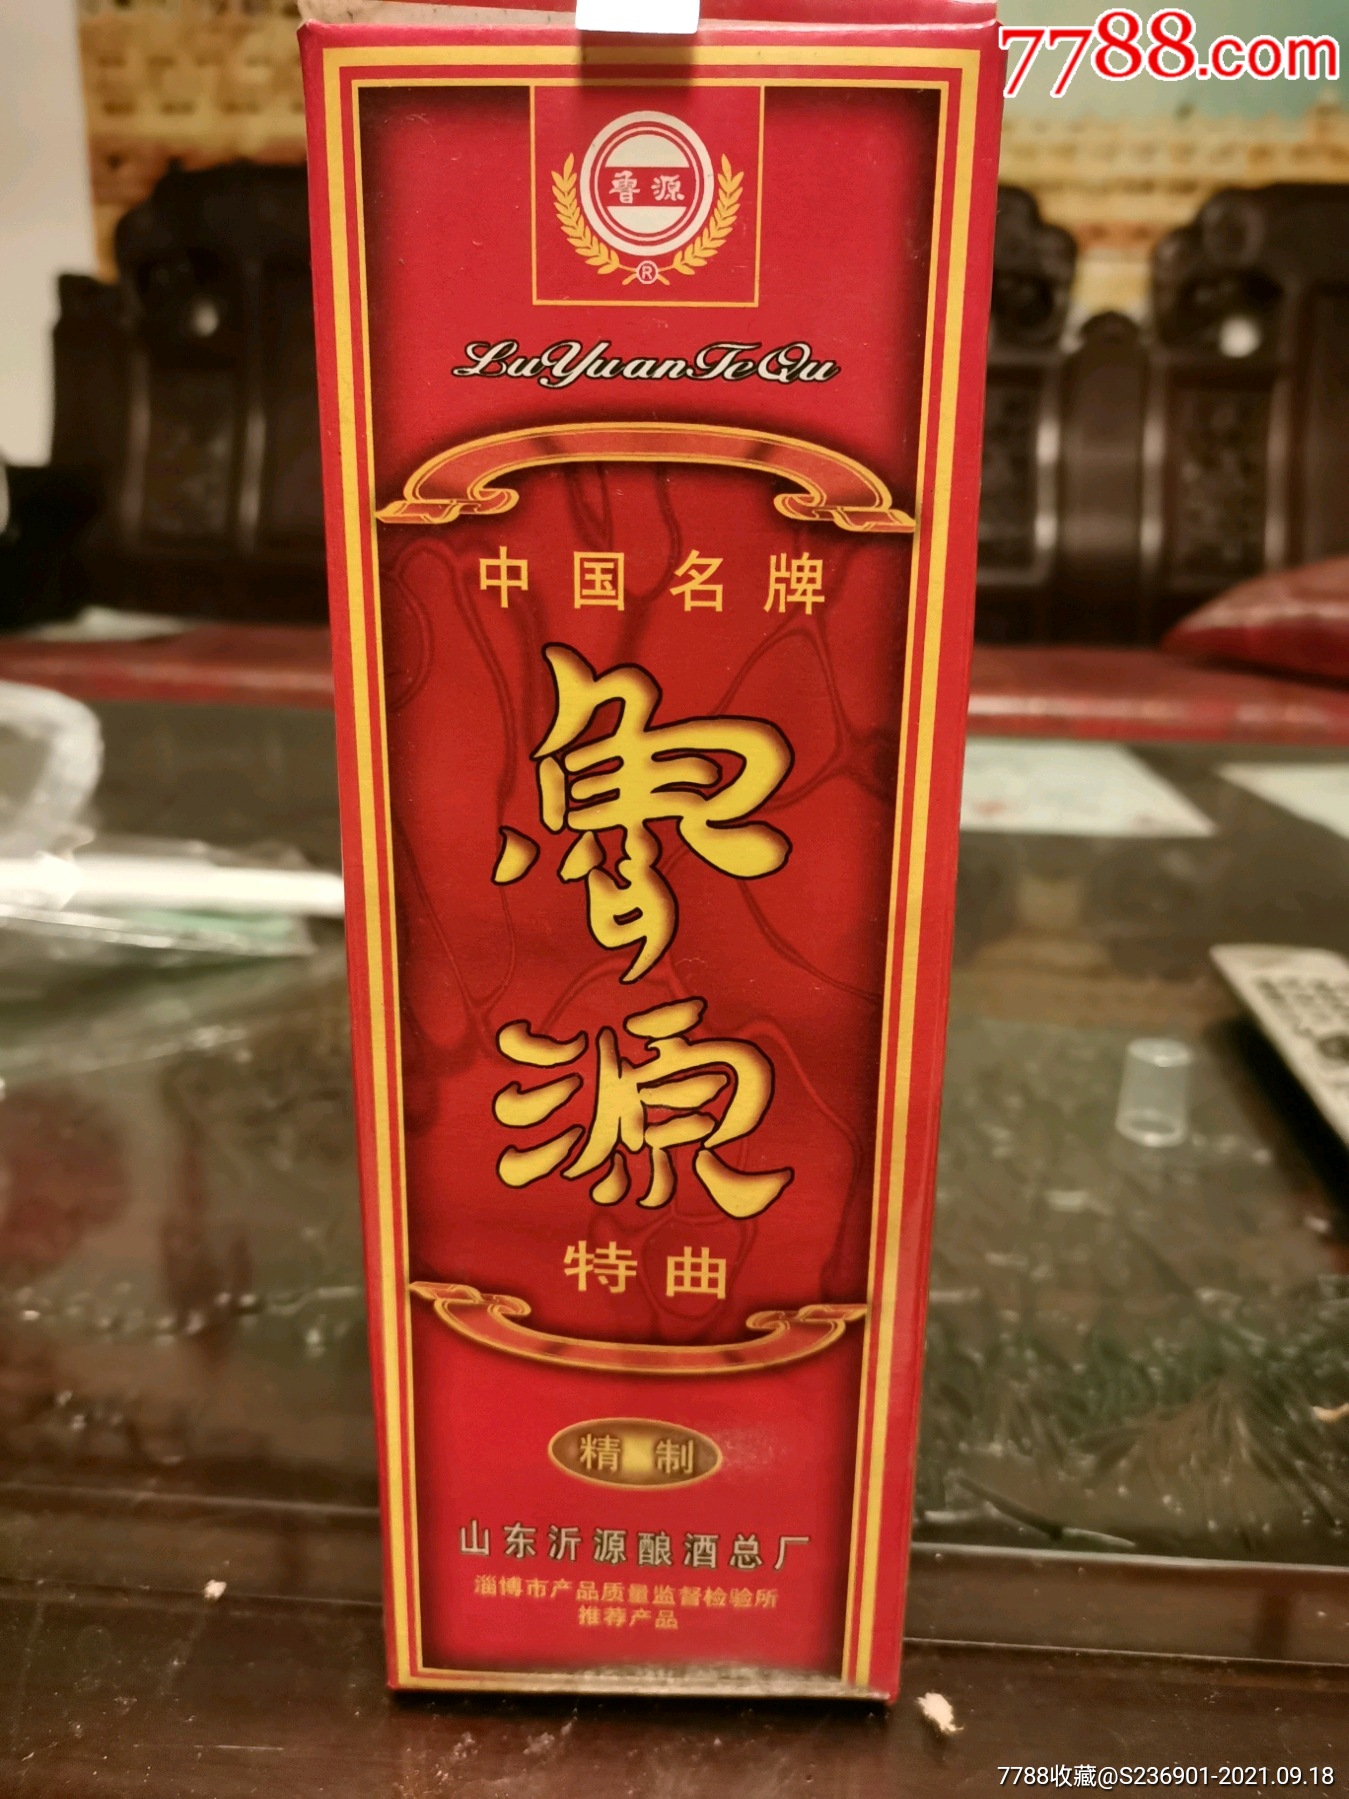 7788.com
鲁源
®
LuYuanTeQu
中国名牌
鲁
源
特曲
精制
山东沂源酿酒总厂
淄博市产品质量监督检验所
推荐产品
7788收藏@S236901-2021.09.18